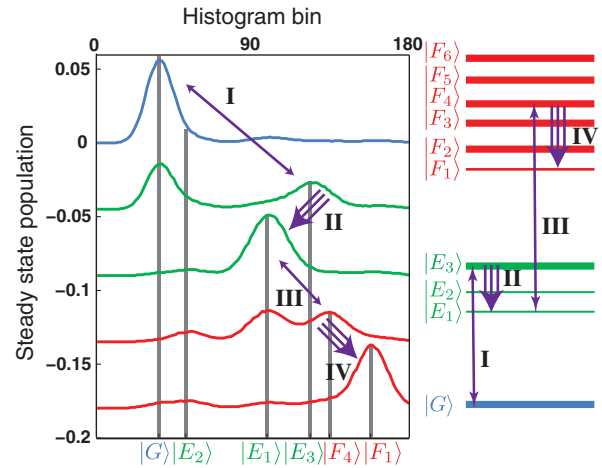 Histogram bin
0 90 180
Steady state population
0.05
0
−0.05
−0.1
−0.15
−0.2
I
II
III
IV
|G⟩ |E₂⟩ |E₁⟩ |E₃⟩ |F₄⟩ |F₁⟩
|F₆⟩
|F₅⟩
|F₄⟩
|F₃⟩
|F₂⟩
|F₁⟩
IV
III
|E₃⟩
II
|E₂⟩
|E₁⟩
I
|G⟩